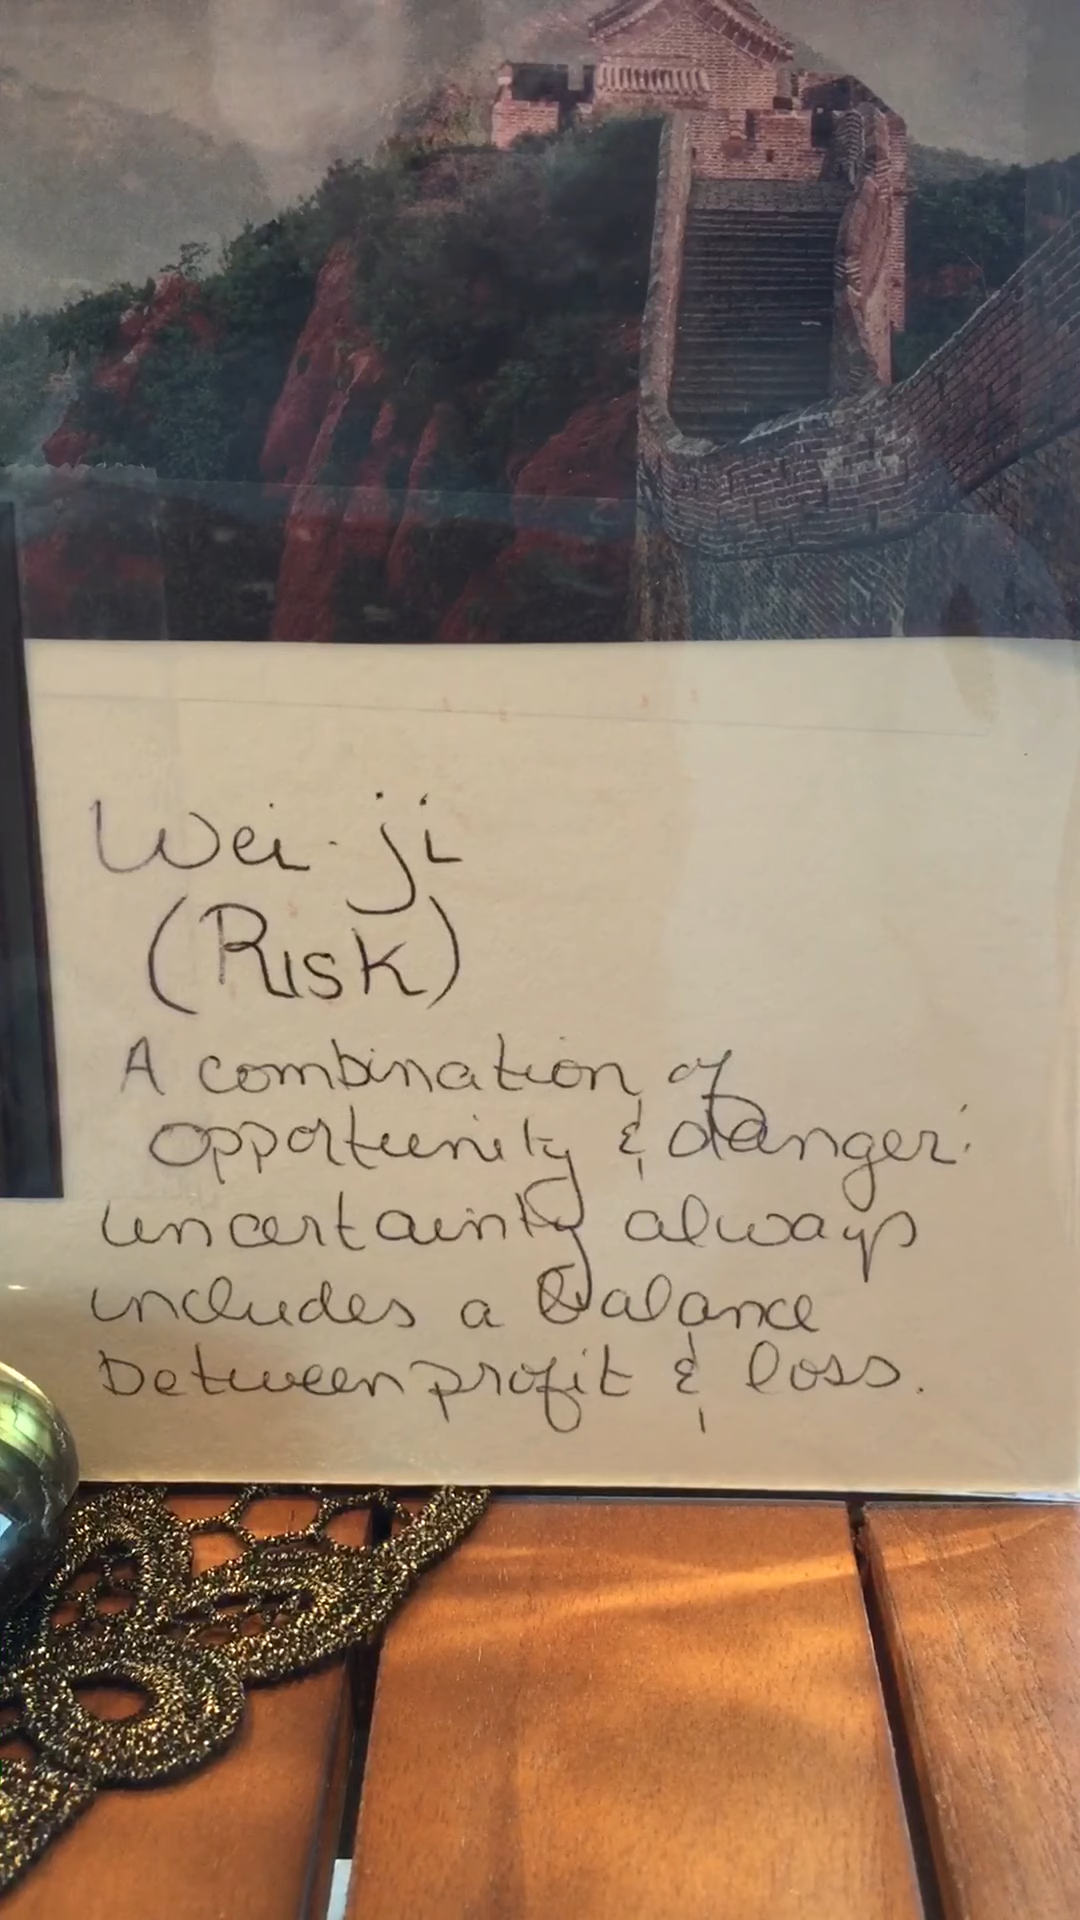 Wei-ji
(Risk)
A combination of
opportunity & danger:
uncertainty always
includes a balance
between profit & loss.